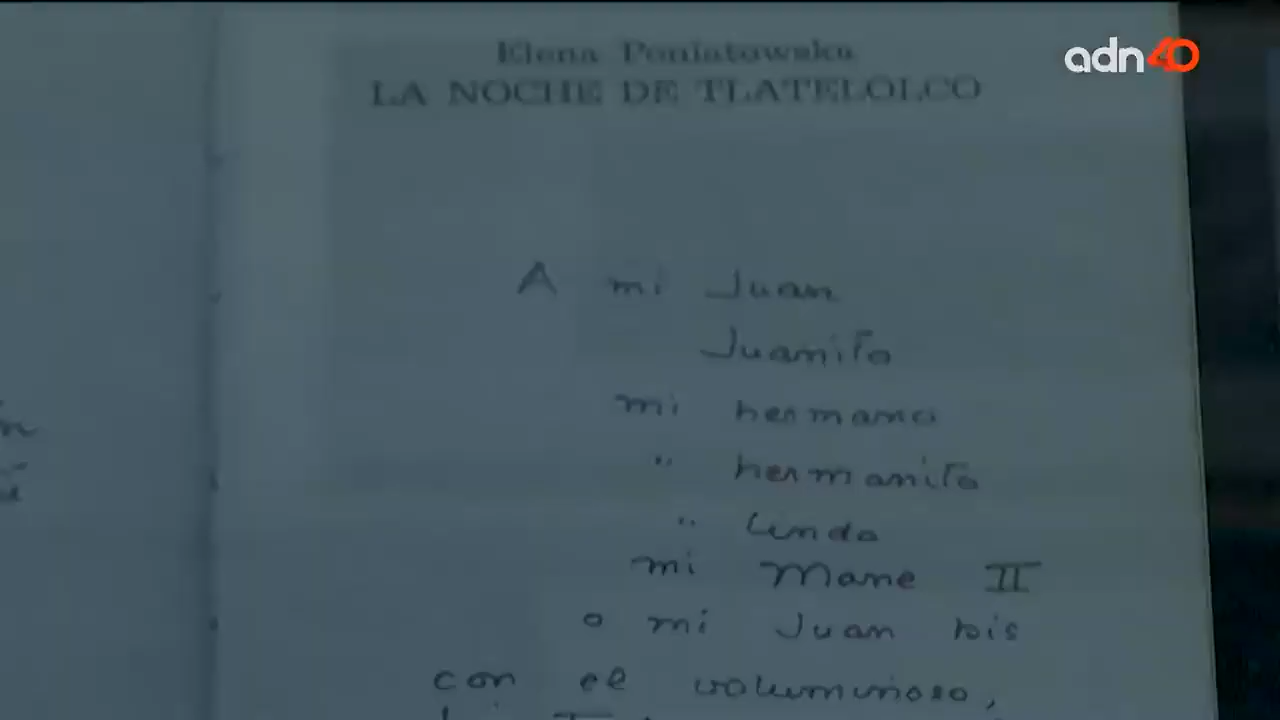 adn40
Elena Poniatowska
LA NOCHE DE TLATELOLCO
A mi Juan
Juanito
mi hermano
" hermanito
" lindo
mi Mane II
o mi Juan bis
con el voluminoso,